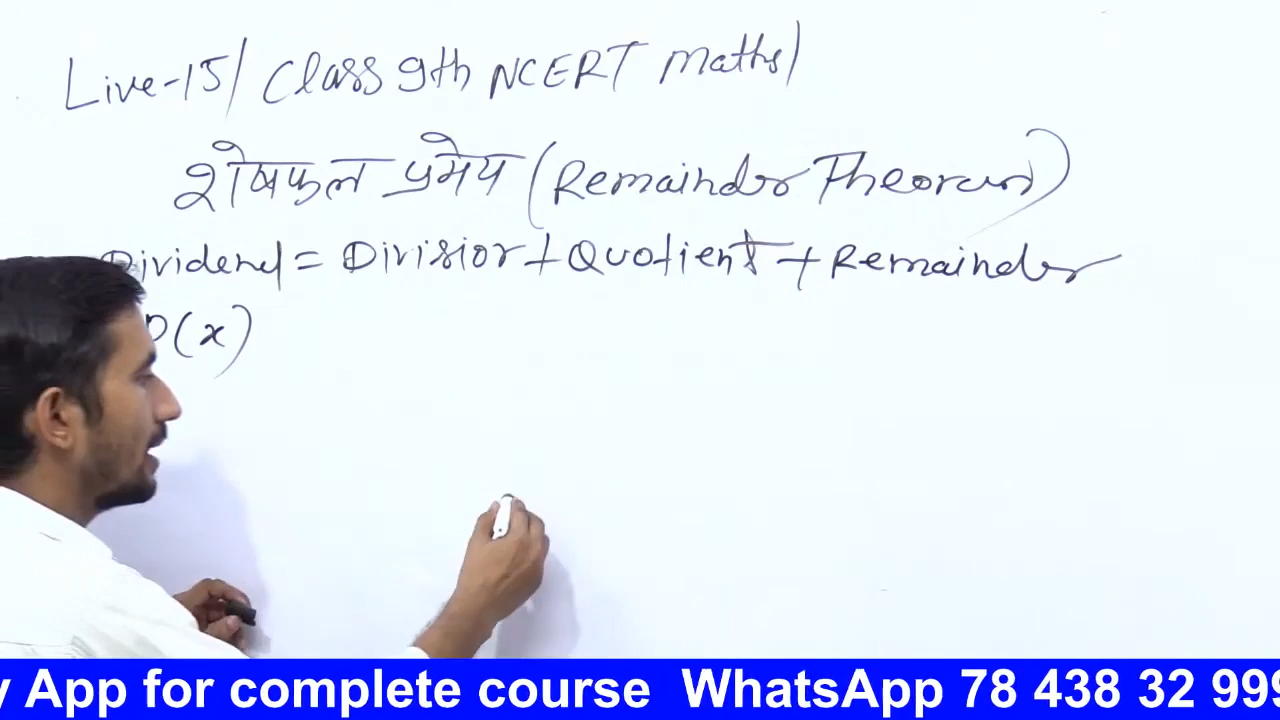 Live-15/ Class 9th NCERT Maths/
शेषफल प्रमेय (Remainder Theorem)
Dividend = Divisior + Quotient + Remainder
P(x)
y App for complete course WhatsApp 78 438 32 999